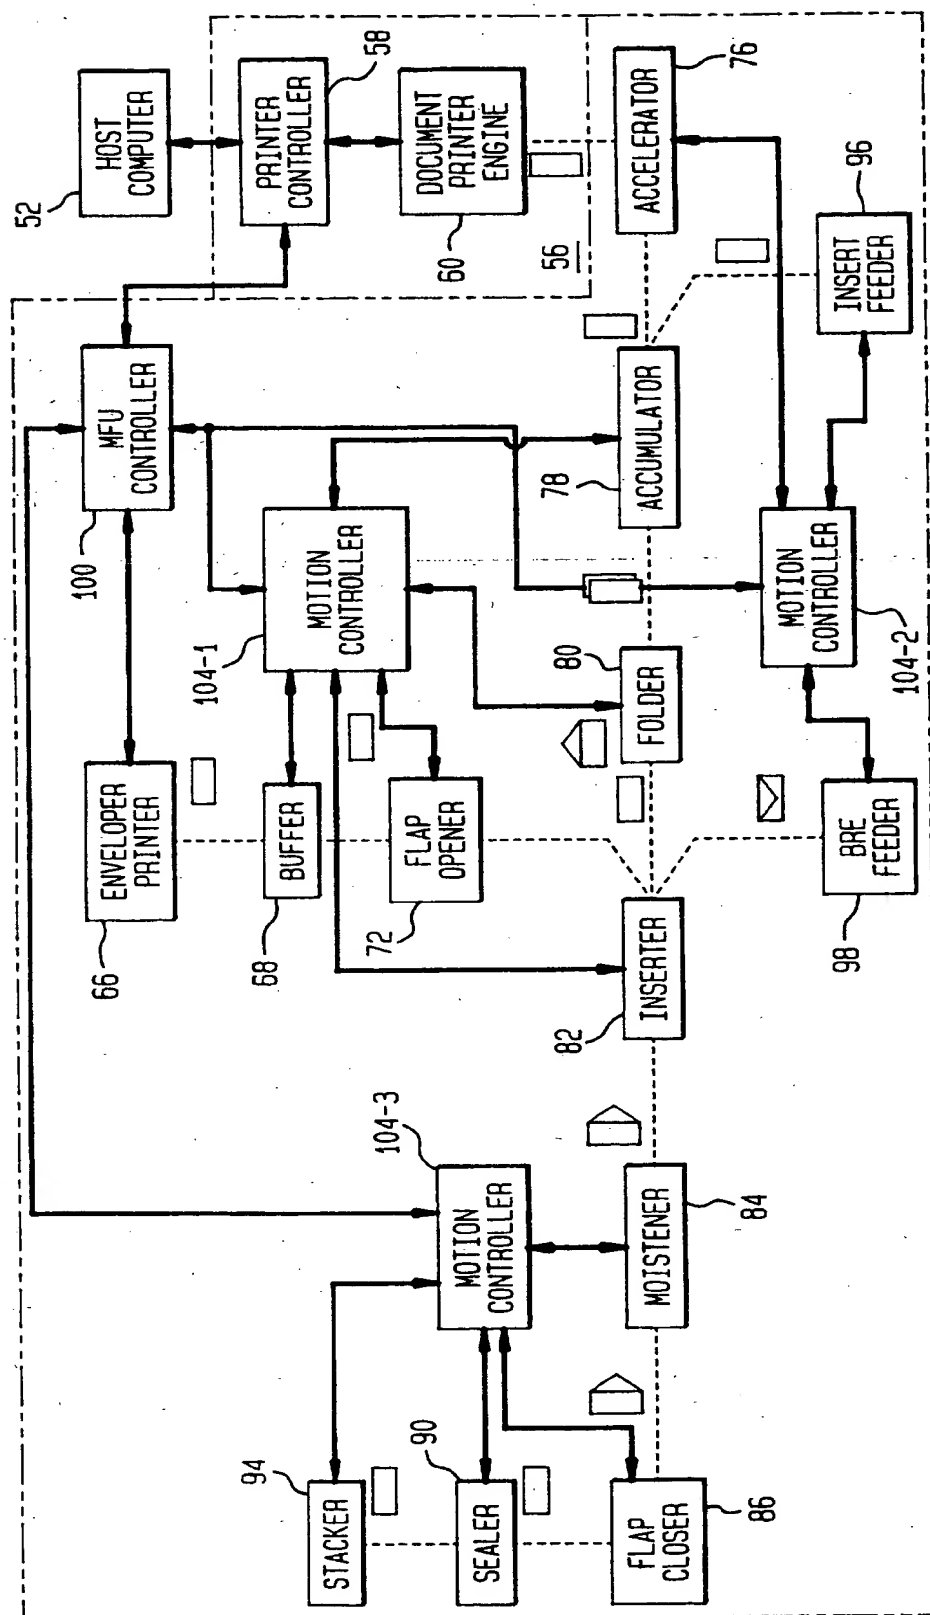 52
HOST
COMPUTER
58
PRINTER
CONTROLLER
60
DOCUMENT
PRINTER
ENGINE
56
76
ACCELERATOR
96
INSERT
FEEDER
100
MFU
CONTROLLER
78
ACCUMULATOR
104-1
MOTION
CONTROLLER
MOTION
CONTROLLER
104-2
66
ENVELOPER
PRINTER
68
BUFFER
72
FLAP
OPENER
80
FOLDER
98
BRE
FEEDER
82
INSERTER
104-3
MOTION
CONTROLLER
84
MOISTENER
94
STACKER
90
SEALER
86
FLAP
CLOSER